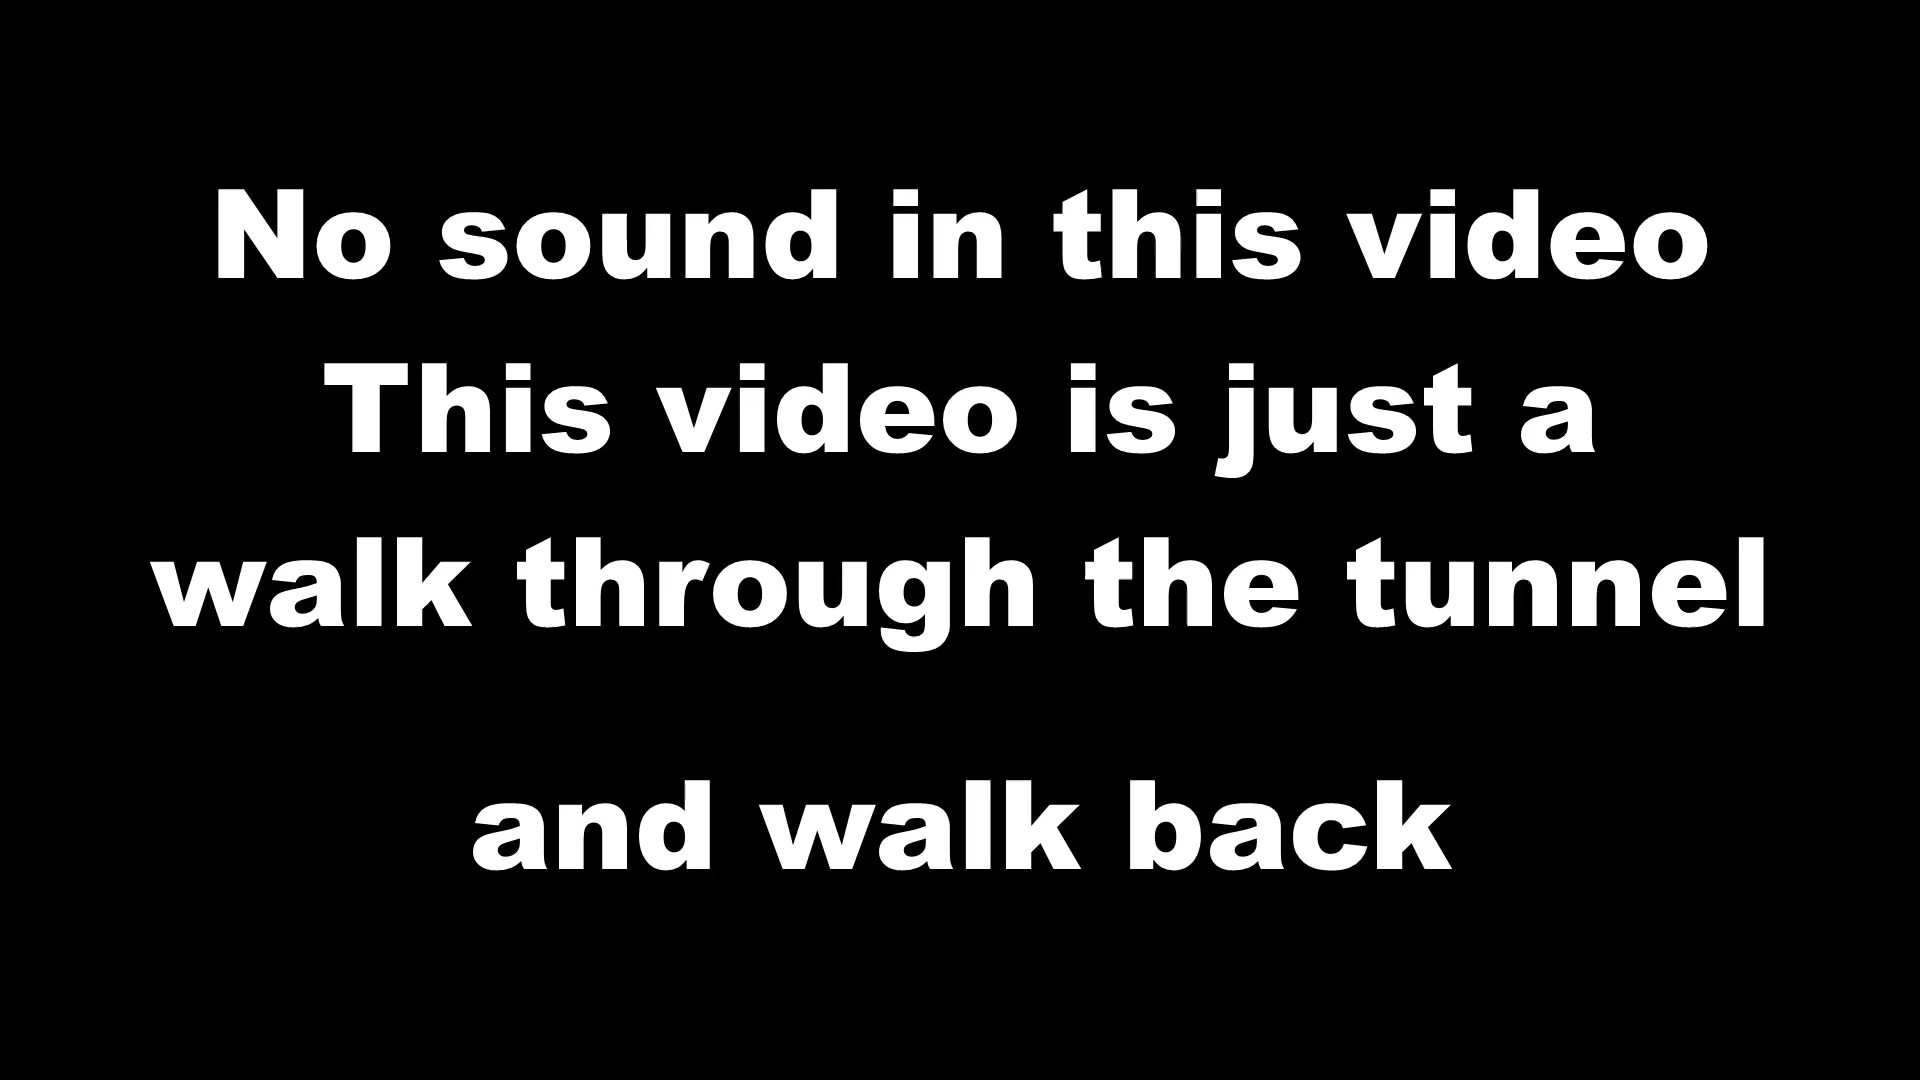 No sound in this video
This video is just a
walk through the tunnel
and walk back